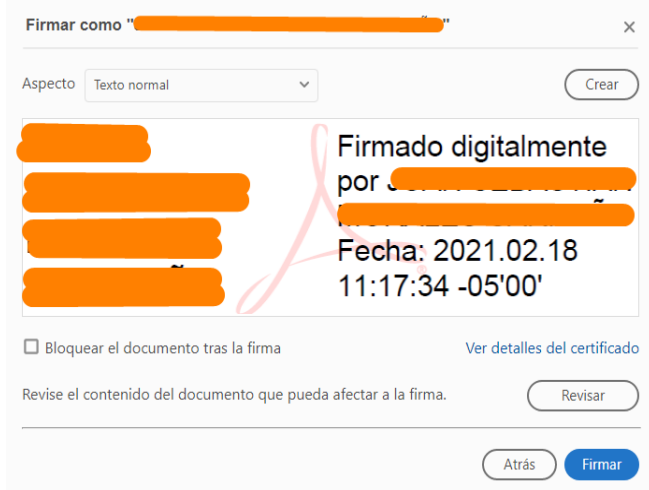 Firmar como "
"
Aspecto
Texto normal
Crear
Firmado digitalmente
por
Fecha: 2021.02.18
11:17:34 -05'00'
Bloquear el documento tras la firma
Ver detalles del certificado
Revise el contenido del documento que pueda afectar a la firma.
Revisar
Atrás
Firmar